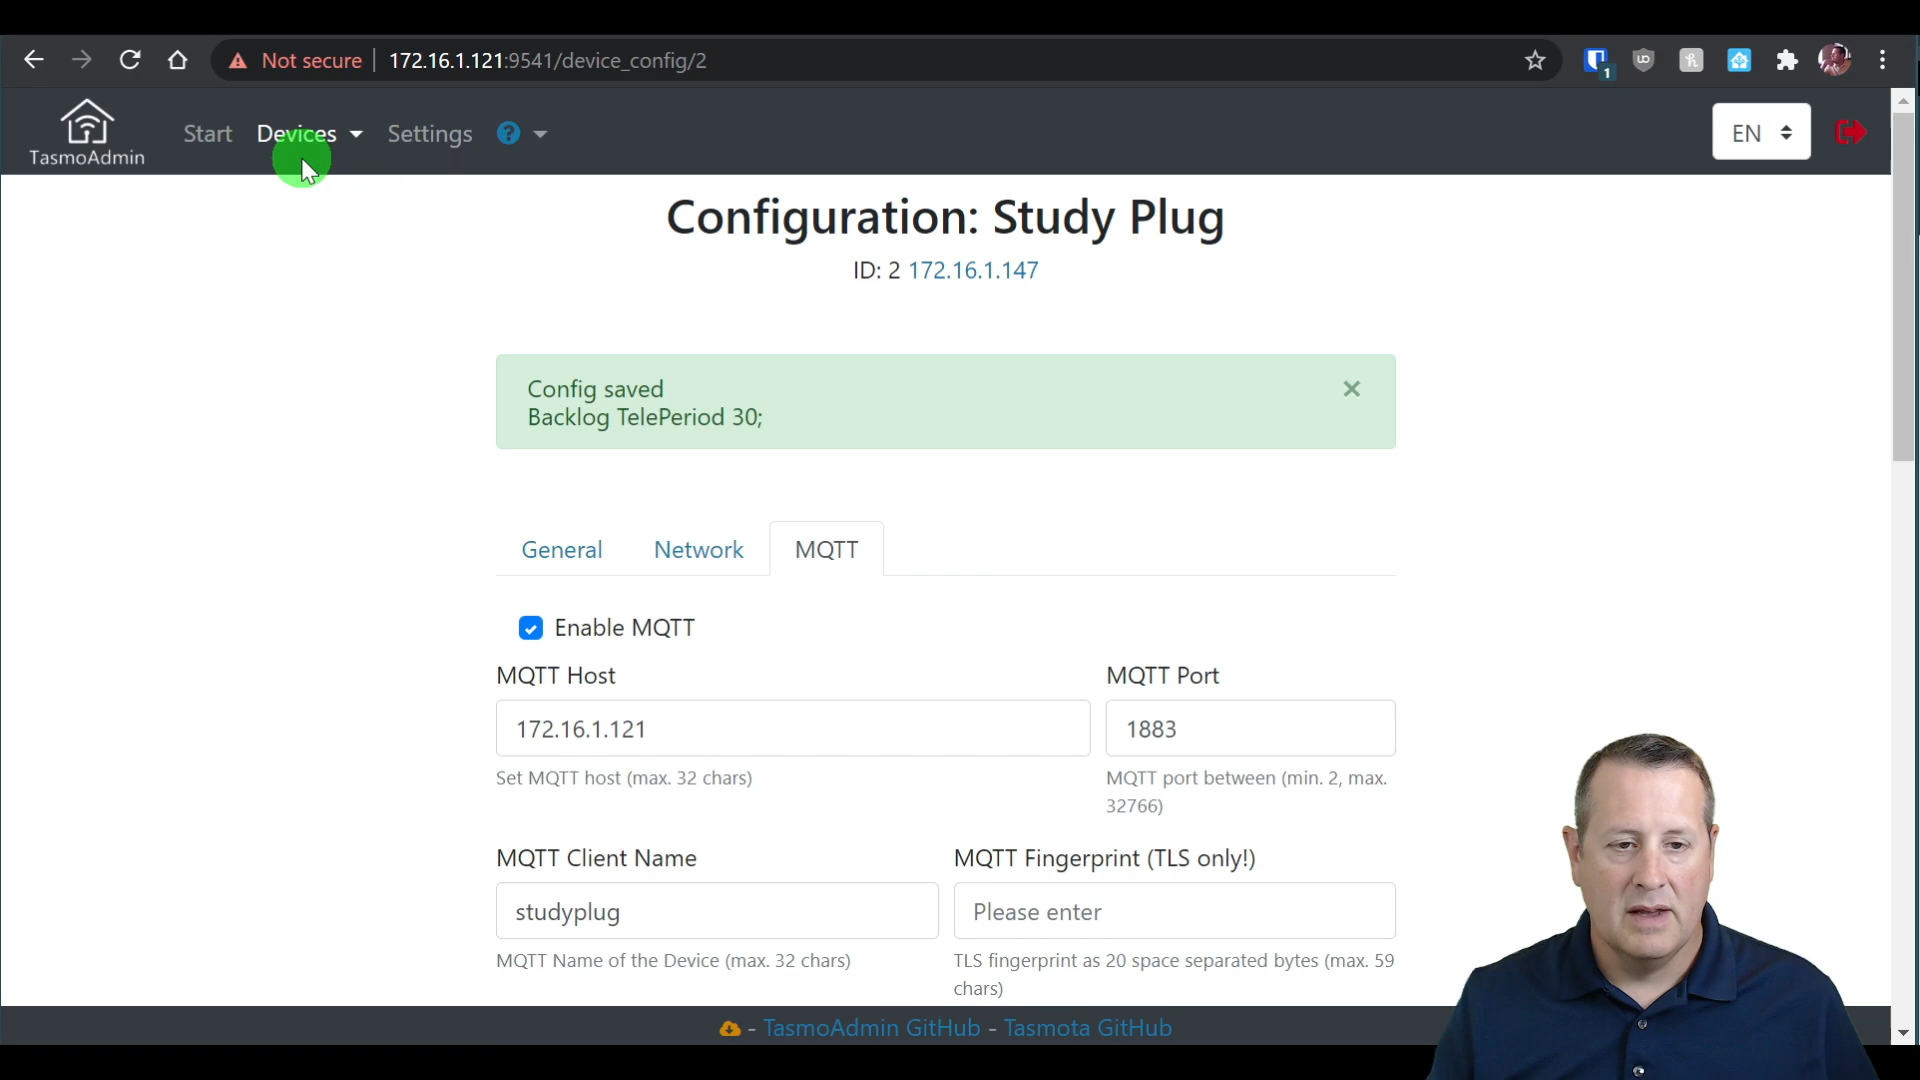 Not secure 172.16.1.121:9541/device_config/2
1
TasmoAdmin
Start Devices Settings ?
EN
Configuration: Study Plug
ID: 2 172.16.1.147
Config saved
Backlog TelePeriod 30;
General Network MQTT
Enable MQTT
MQTT Host MQTT Port
172.16.1.121 1883
Set MQTT host (max. 32 chars) MQTT port between (min. 2, max.
32766)
MQTT Client Name MQTT Fingerprint (TLS only!)
studyplug Please enter
MQTT Name of the Device (max. 32 chars) TLS fingerprint as 20 space separated bytes (max. 59
chars)
- TasmoAdmin GitHub - Tasmota GitHub